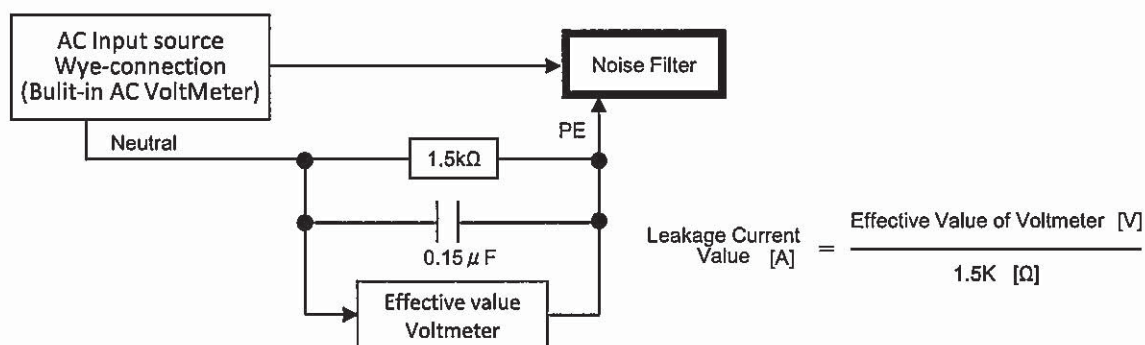 AC Input source
Wye-connection
(Bulit-in AC VoltMeter)
Noise Filter
PE
Neutral
1.5kΩ
0.15 μ F
Effective value
Voltmeter
Leakage Current
Value [A]
=
Effective Value of Voltmeter [V]
1.5K [Ω]